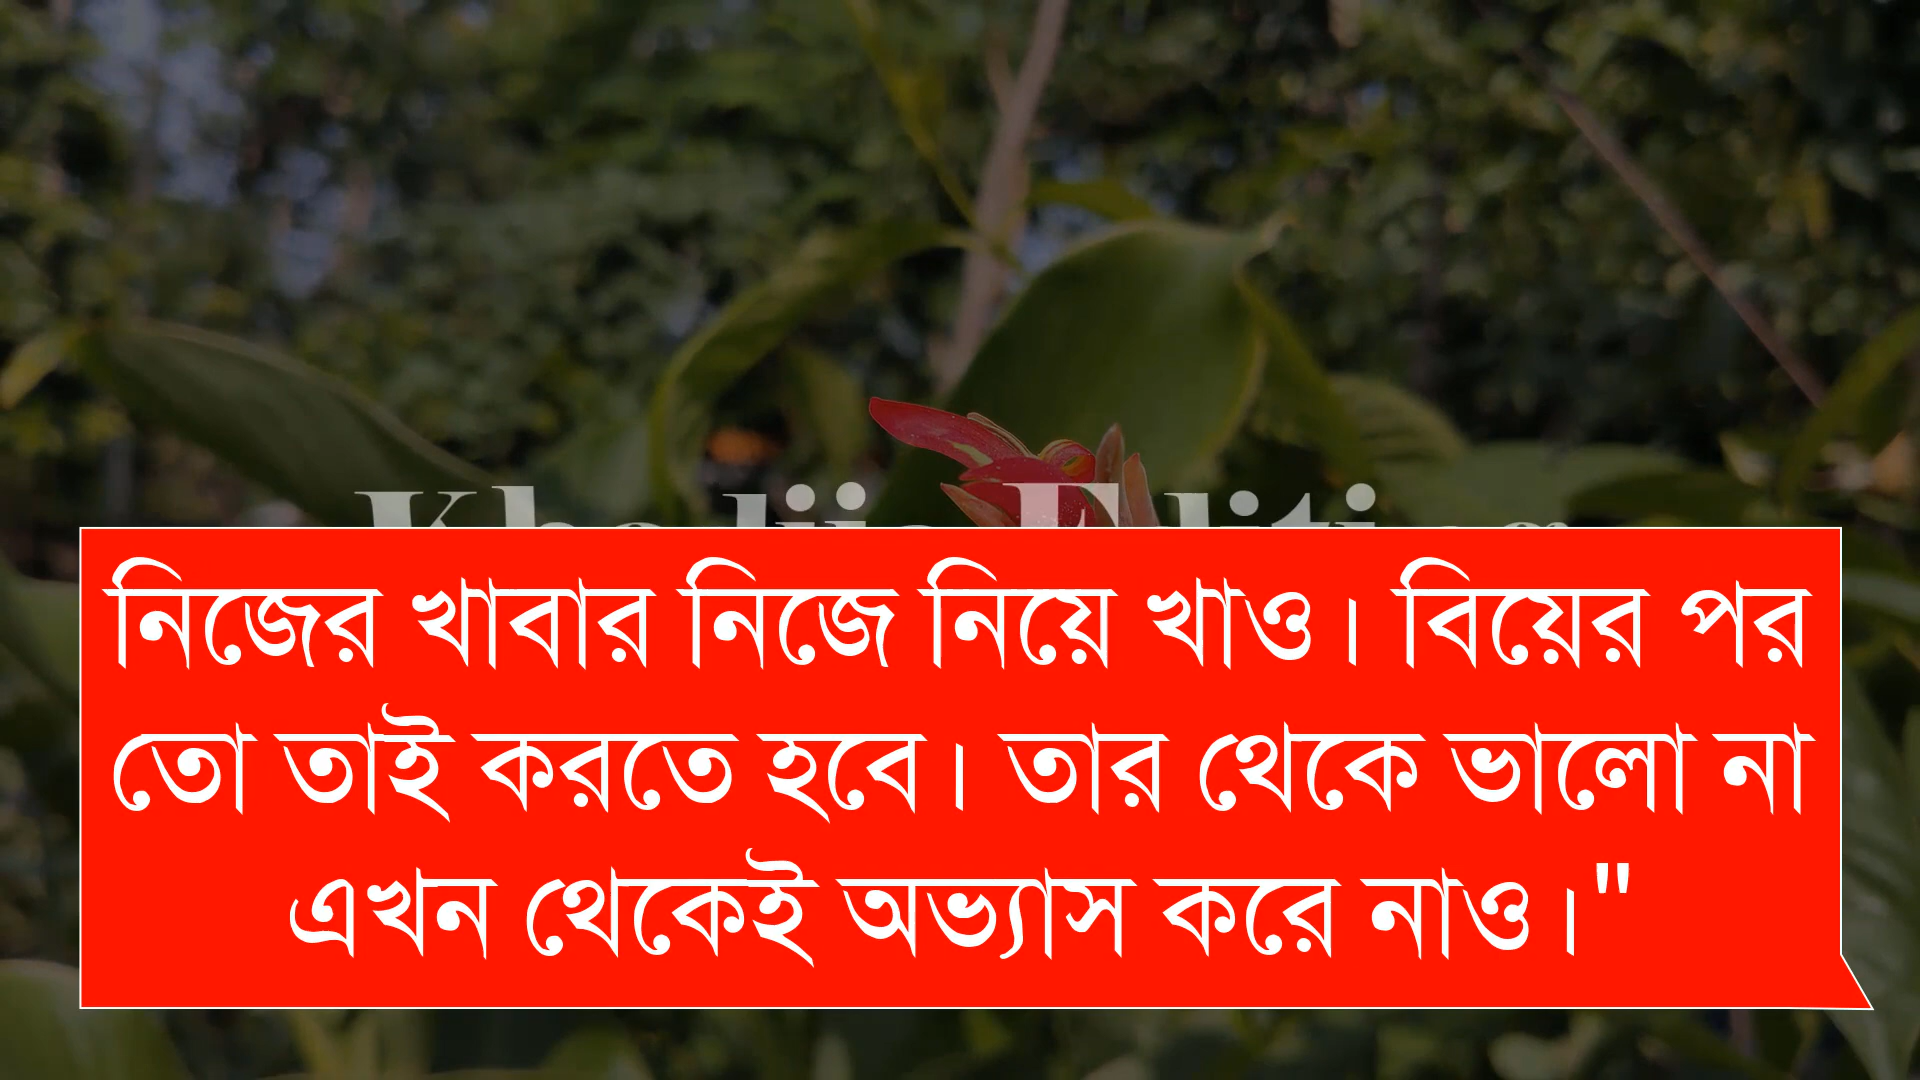 নিজের খাবার নিজে নিয়ে খাও। বিয়ের পর
তো তাই করতে হবে। তার থেকে ভালো না
এখন থেকেই অভ্যাস করে নাও।"